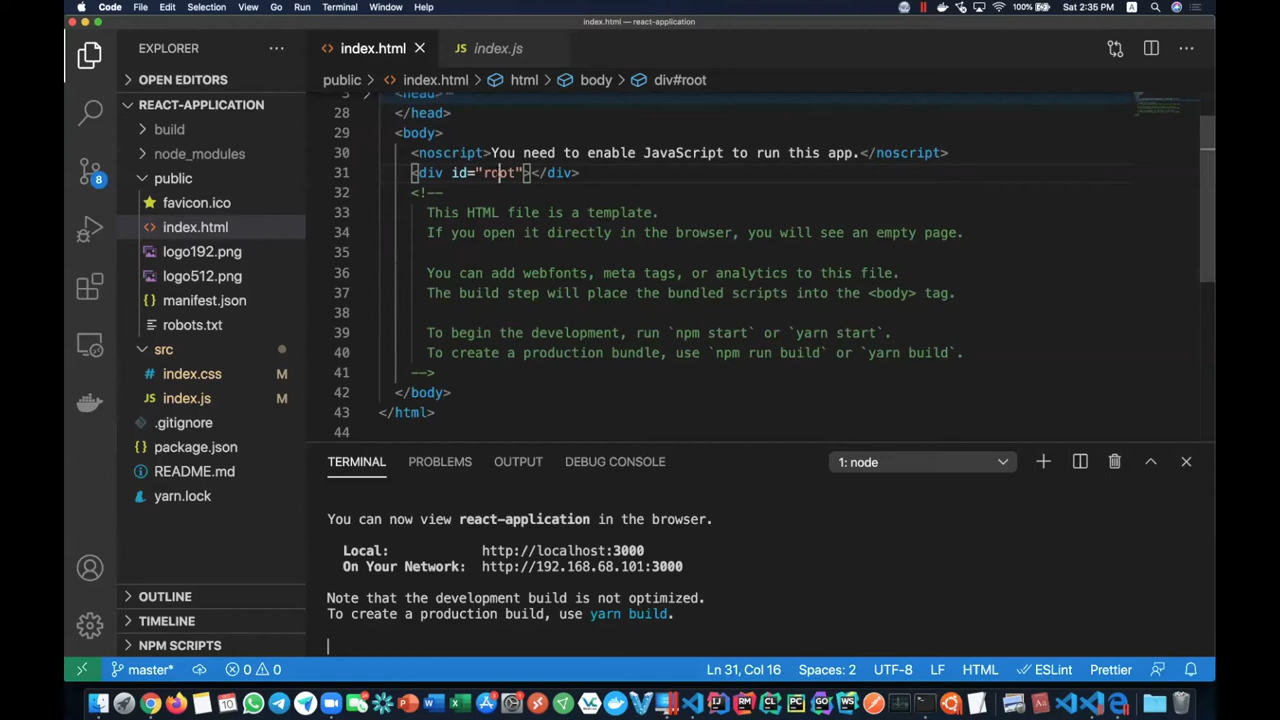 Code File Edit Selection View Go Run Terminal Window Help 100% Sat 2:35 PM A
index.html — react-application
EXPLORER
index.html
JS index.js
OPEN EDITORS
public > index.html > html > body > div#root
REACT-APPLICATION
build
node_modules
public
favicon.ico
index.html
logo192.png
logo512.png
manifest.json
robots.txt
src
# index.css M
JS index.js M
.gitignore
{} package.json
README.md
yarn.lock
OUTLINE
TIMELINE
NPM SCRIPTS
8
3 <head>
28 </head>
29 <body>
30 <noscript>You need to enable JavaScript to run this app.</noscript>
31 <div id="root"></div>
32 <!--
33 This HTML file is a template.
34 If you open it directly in the browser, you will see an empty page.
35
36 You can add webfonts, meta tags, or analytics to this file.
37 The build step will place the bundled scripts into the <body> tag.
38
39 To begin the development, run `npm start` or `yarn start`.
40 To create a production bundle, use `npm run build` or `yarn build`.
41 -->
42 </body>
43 </html>
44
TERMINAL PROBLEMS OUTPUT DEBUG CONSOLE 1: node
You can now view react-application in the browser.
Local: http://localhost:3000
On Your Network: http://192.168.68.101:3000
Note that the development build is not optimized.
To create a production build, use yarn build.
master* 0 0 Ln 31, Col 16 Spaces: 2 UTF-8 LF HTML ESLint Prettier